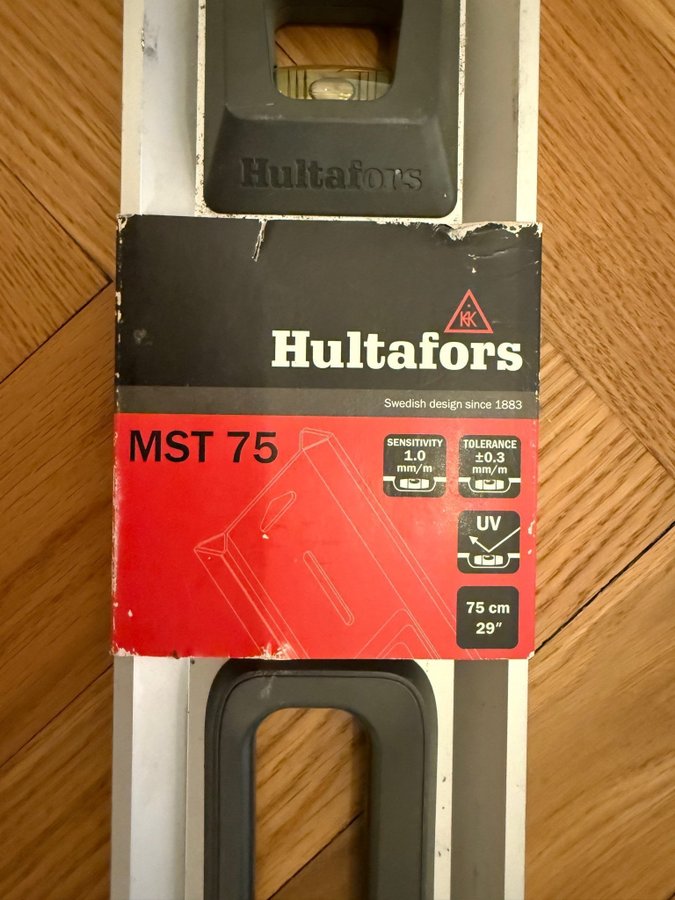 Hultafors
HK
Hultafors
Swedish design since 1883
MST 75
SENSITIVITY
1.0
mm/m
TOLERANCE
±0.3
mm/m
UV
75 cm
29"